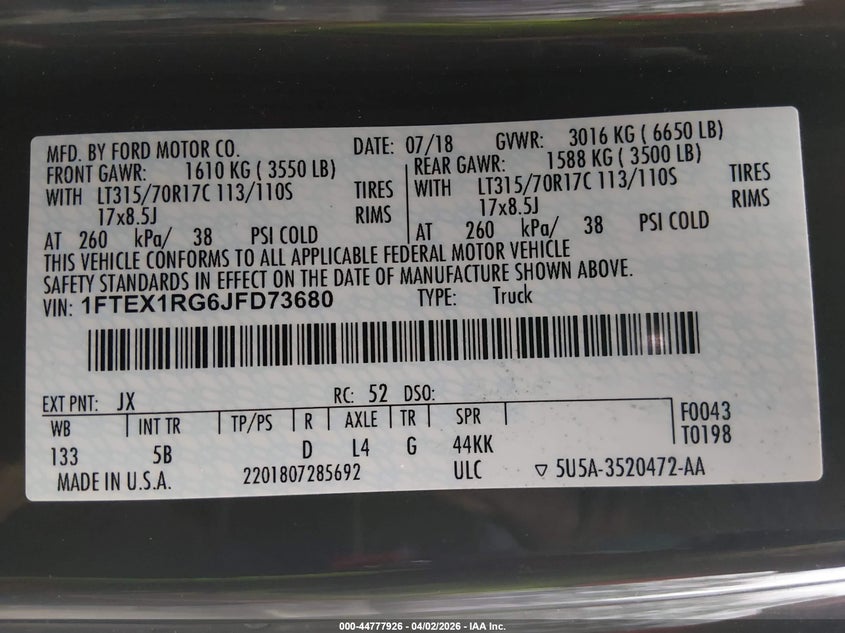 MFD. BY FORD MOTOR CO. DATE: 07/18 GVWR: 3016 KG ( 6650 LB)
FRONT GAWR: 1610 KG ( 3550 LB) REAR GAWR: 1588 KG ( 3500 LB)
WITH LT315/70R17C 113/110S TIRES WITH LT315/70R17C 113/110S TIRES
17x8.5J RIMS 17x8.5J RIMS
AT 260 kPa/ 38 PSI COLD AT 260 kPa/ 38 PSI COLD
THIS VEHICLE CONFORMS TO ALL APPLICABLE FEDERAL MOTOR VEHICLE
SAFETY STANDARDS IN EFFECT ON THE DATE OF MANUFACTURE SHOWN ABOVE.
VIN: 1FTEX1RG6JFD73680 TYPE: Truck
EXT PNT: JX RC: 52 DSO:
WB INT TR TP/PS R AXLE TR SPR F0043
133 5B D L4 G 44KK T0198
MADE IN U.S.A. 2201807285692 ULC ▽ 5U5A-3520472-AA
000-44777926 - 04/02/2026 - IAA Inc.